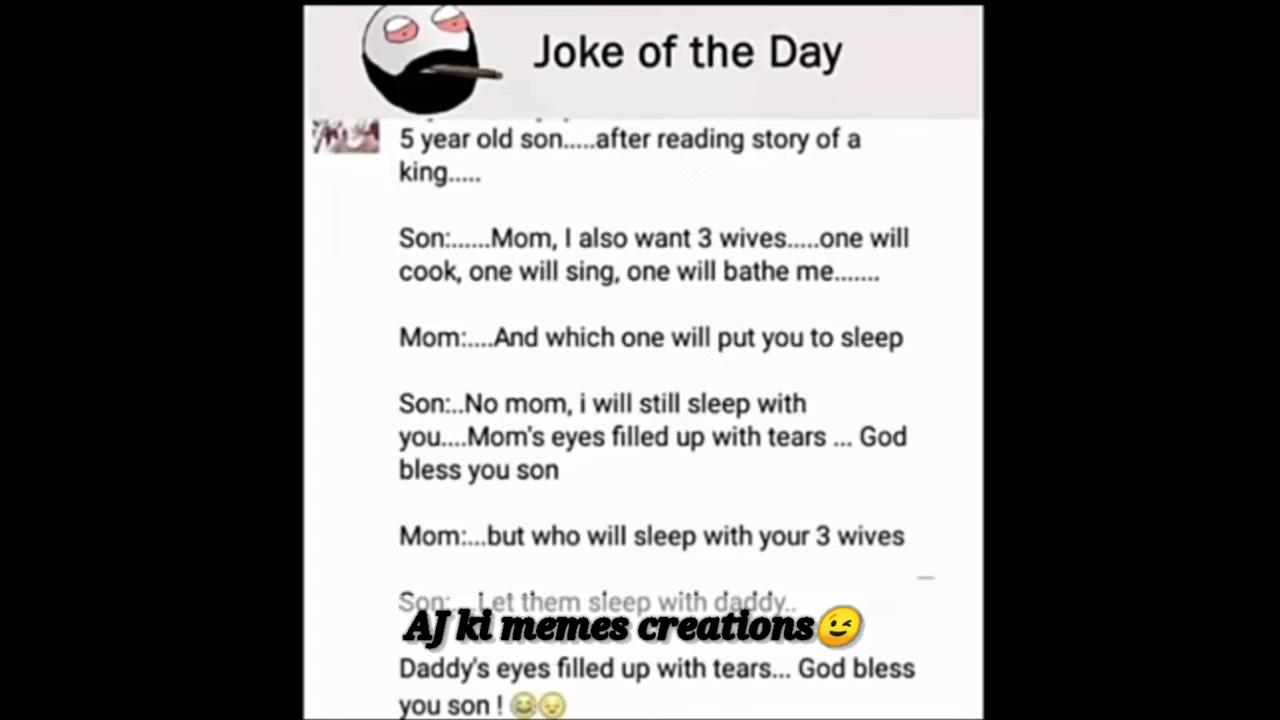 Joke of the Day
5 year old son.....after reading story of a
king.....
Son:......Mom, I also want 3 wives.....one will
cook, one will sing, one will bathe me.......
Mom:....And which one will put you to sleep
Son:..No mom, i will still sleep with
you....Mom's eyes filled up with tears ... God
bless you son
Mom:...but who will sleep with your 3 wives
Son:....Let them sleep with daddy..
AJ ki memes creations😉
Daddy's eyes filled up with tears... God bless
you son ! 😂😔